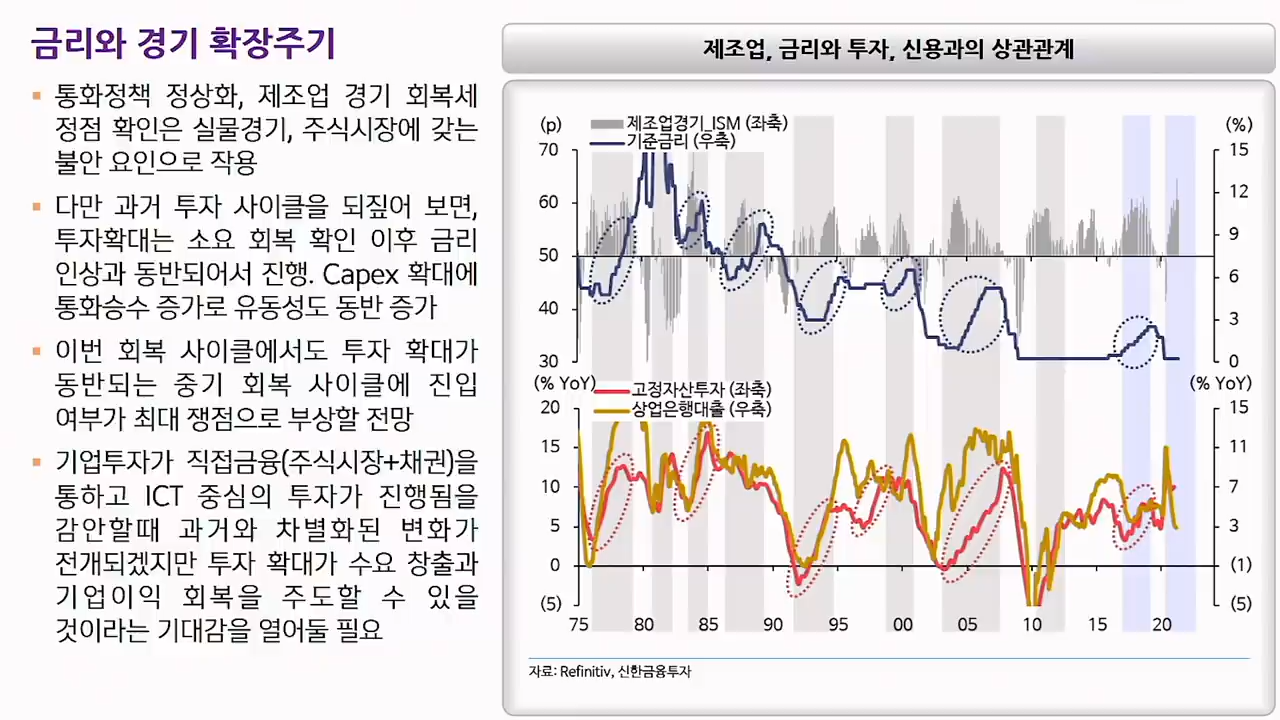 금리와 경기 확장주기
▪ 통화정책 정상화, 제조업 경기 회복세
정점 확인은 실물경기, 주식시장에 갖는
불안 요인으로 작용
▪ 다만 과거 투자 사이클을 되짚어 보면,
투자확대는 소요 회복 확인 이후 금리
인상과 동반되어서 진행. Capex 확대에
통화승수 증가로 유동성도 동반 증가
▪ 이번 회복 사이클에서도 투자 확대가
동반되는 중기 회복 사이클에 진입
여부가 최대 쟁점으로 부상할 전망
▪ 기업투자가 직접금융(주식시장+채권)을
통하고 ICT 중심의 투자가 진행됨을
감안할때 과거와 차별화된 변화가
전개되겠지만 투자 확대가 수요 창출과
기업이익 회복을 주도할 수 있을
것이라는 기대감을 열어둘 필요
제조업, 금리와 투자, 신용과의 상관관계
(p) 제조업경기_ISM (좌축) (%)
기준금리 (우축)
70 15
12
60
9
50
6
40
3
30 0
(% YoY) 고정자산투자 (좌축) (% YoY)
상업은행대출 (우축)
20 15
15 11
10 7
5 3
0 (1)
(5) (5)
75 80 85 90 95 00 05 10 15 20
자료: Refinitiv, 신한금융투자